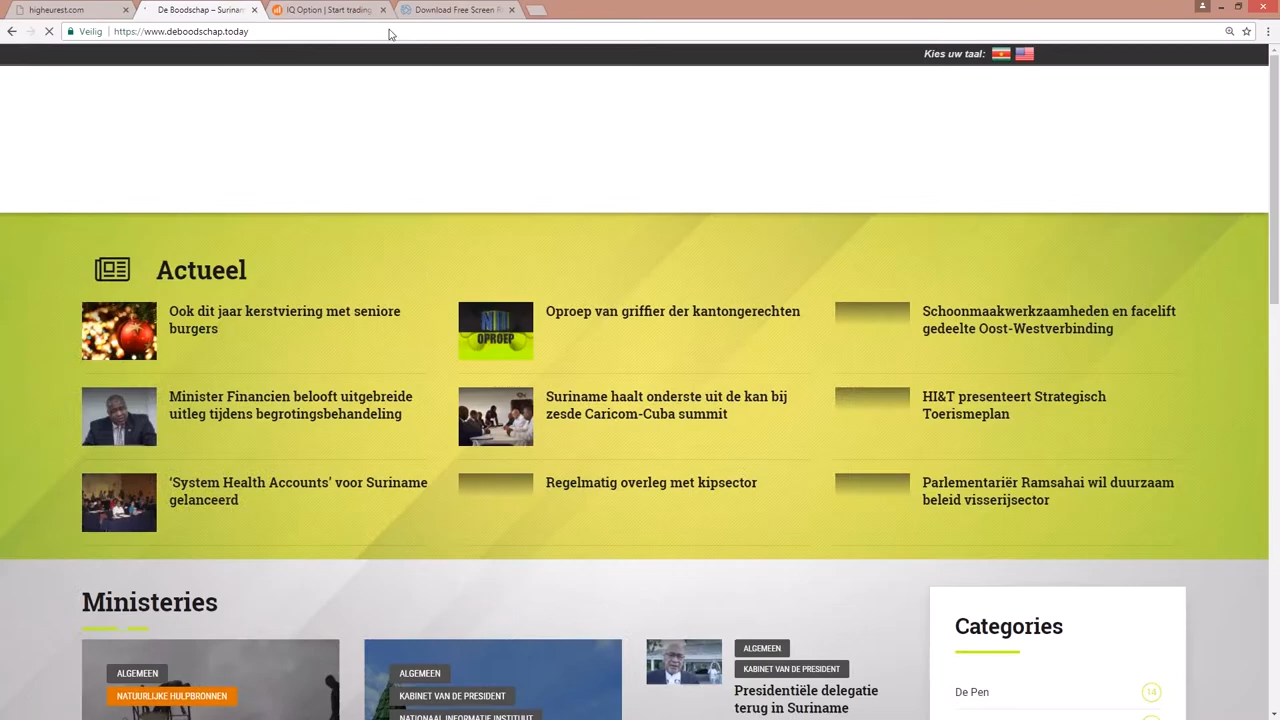 higheurest.com
De Boodschap – Surinam
IQ Option | Start trading
Download Free Screen R
Veilig
https://www.deboodschap.today
Kies uw taal:
Actueel
Ook dit jaar kerstviering met seniore
burgers
Oproep van griffier der kantongerechten
Schoonmaakwerkzaamheden en facelift
gedeelte Oost-Westverbinding
OPROEP
Minister Financien belooft uitgebreide
uitleg tijdens begrotingsbehandeling
Suriname haalt onderste uit de kan bij
zesde Caricom-Cuba summit
HI&T presenteert Strategisch
Toerismeplan
‘System Health Accounts’ voor Suriname
gelanceerd
Regelmatig overleg met kipsector
Parlementariër Ramsahai wil duurzaam
beleid visserijsector
Ministeries
Categories
ALGEMEEN
NATUURLIJKE HULPBRONNEN
ALGEMEEN
KABINET VAN DE PRESIDENT
NATIONAAL INFORMATIE INSTITUUT
ALGEMEEN
KABINET VAN DE PRESIDENT
Presidentiële delegatie
terug in Suriname
De Pen
14